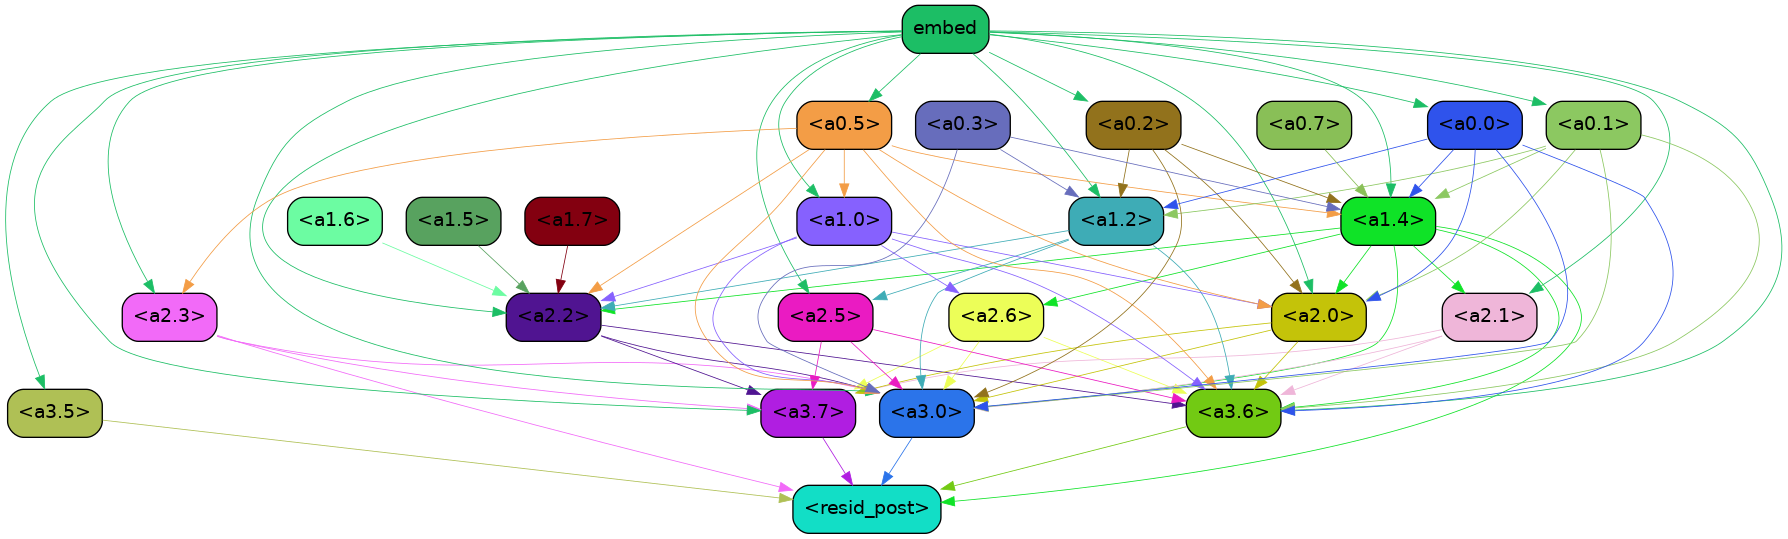 embed
<a0.5>
<a0.3>
<a0.2>
<a0.7>
<a0.0>
<a0.1>
<a1.6>
<a1.5>
<a1.7>
<a1.0>
<a1.2>
<a1.4>
<a2.3>
<a2.2>
<a2.5>
<a2.6>
<a2.0>
<a2.1>
<a3.5>
<a3.7>
<a3.0>
<a3.6>
<resid_post>